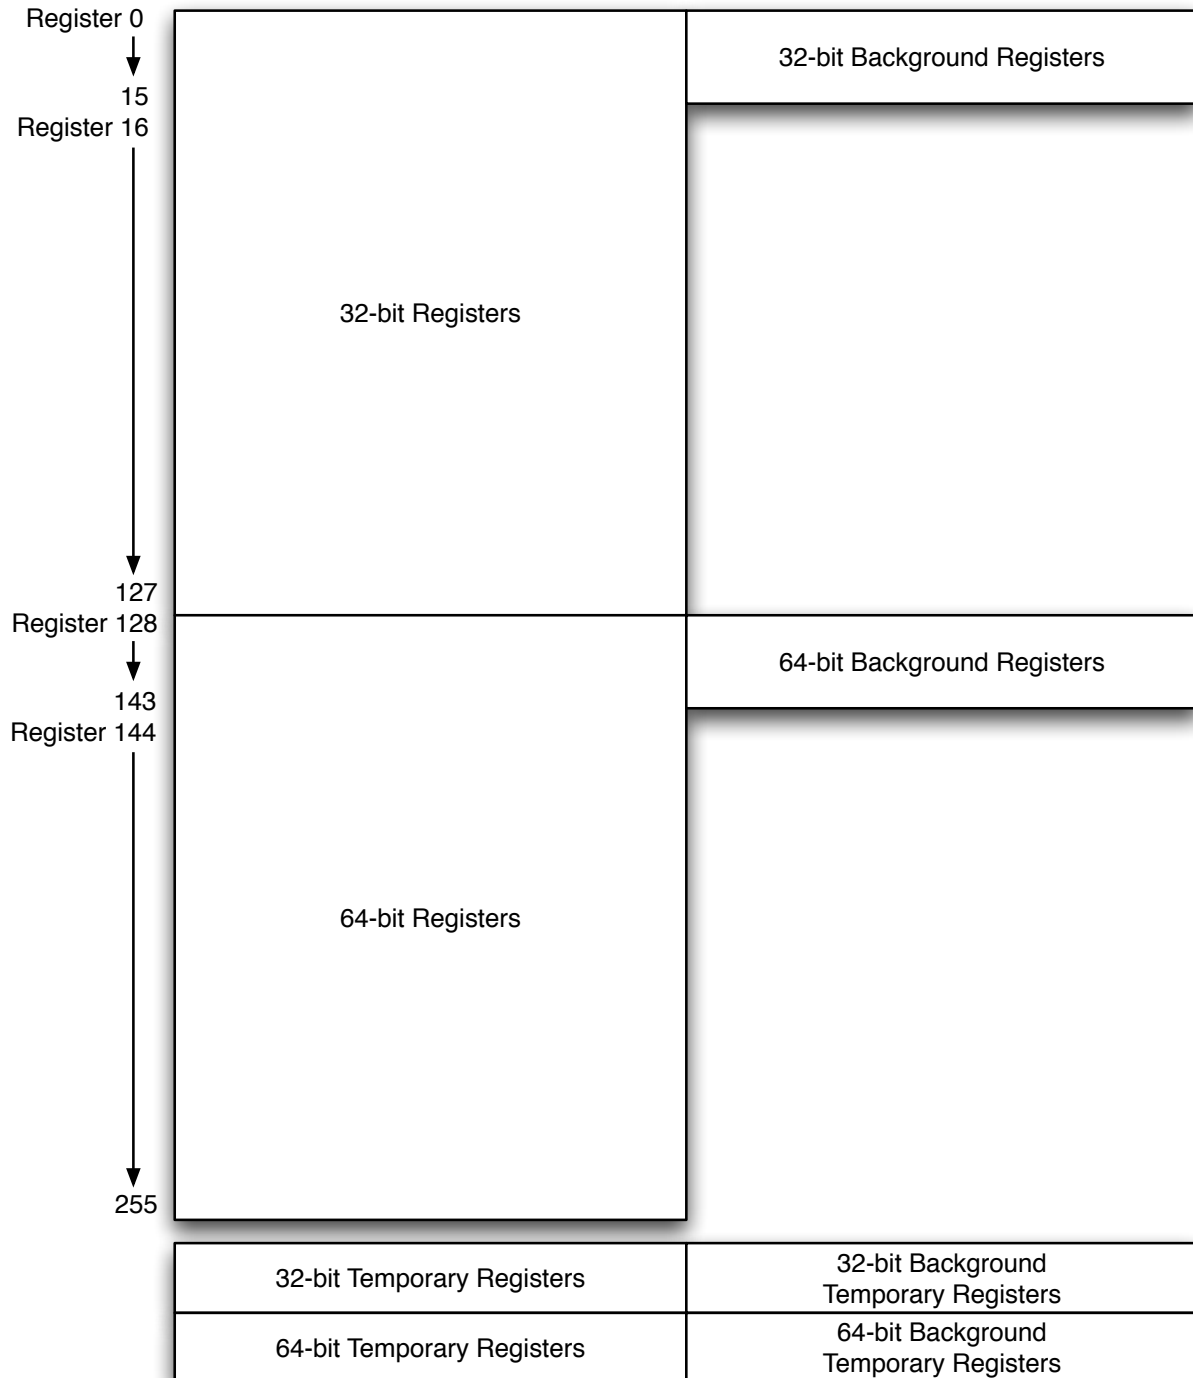 Register 0
32-bit Background Registers
15
Register 16
32-bit Registers
127
Register 128
64-bit Background Registers
143
Register 144
64-bit Registers
255
32-bit Temporary Registers
32-bit Background
Temporary Registers
64-bit Temporary Registers
64-bit Background
Temporary Registers